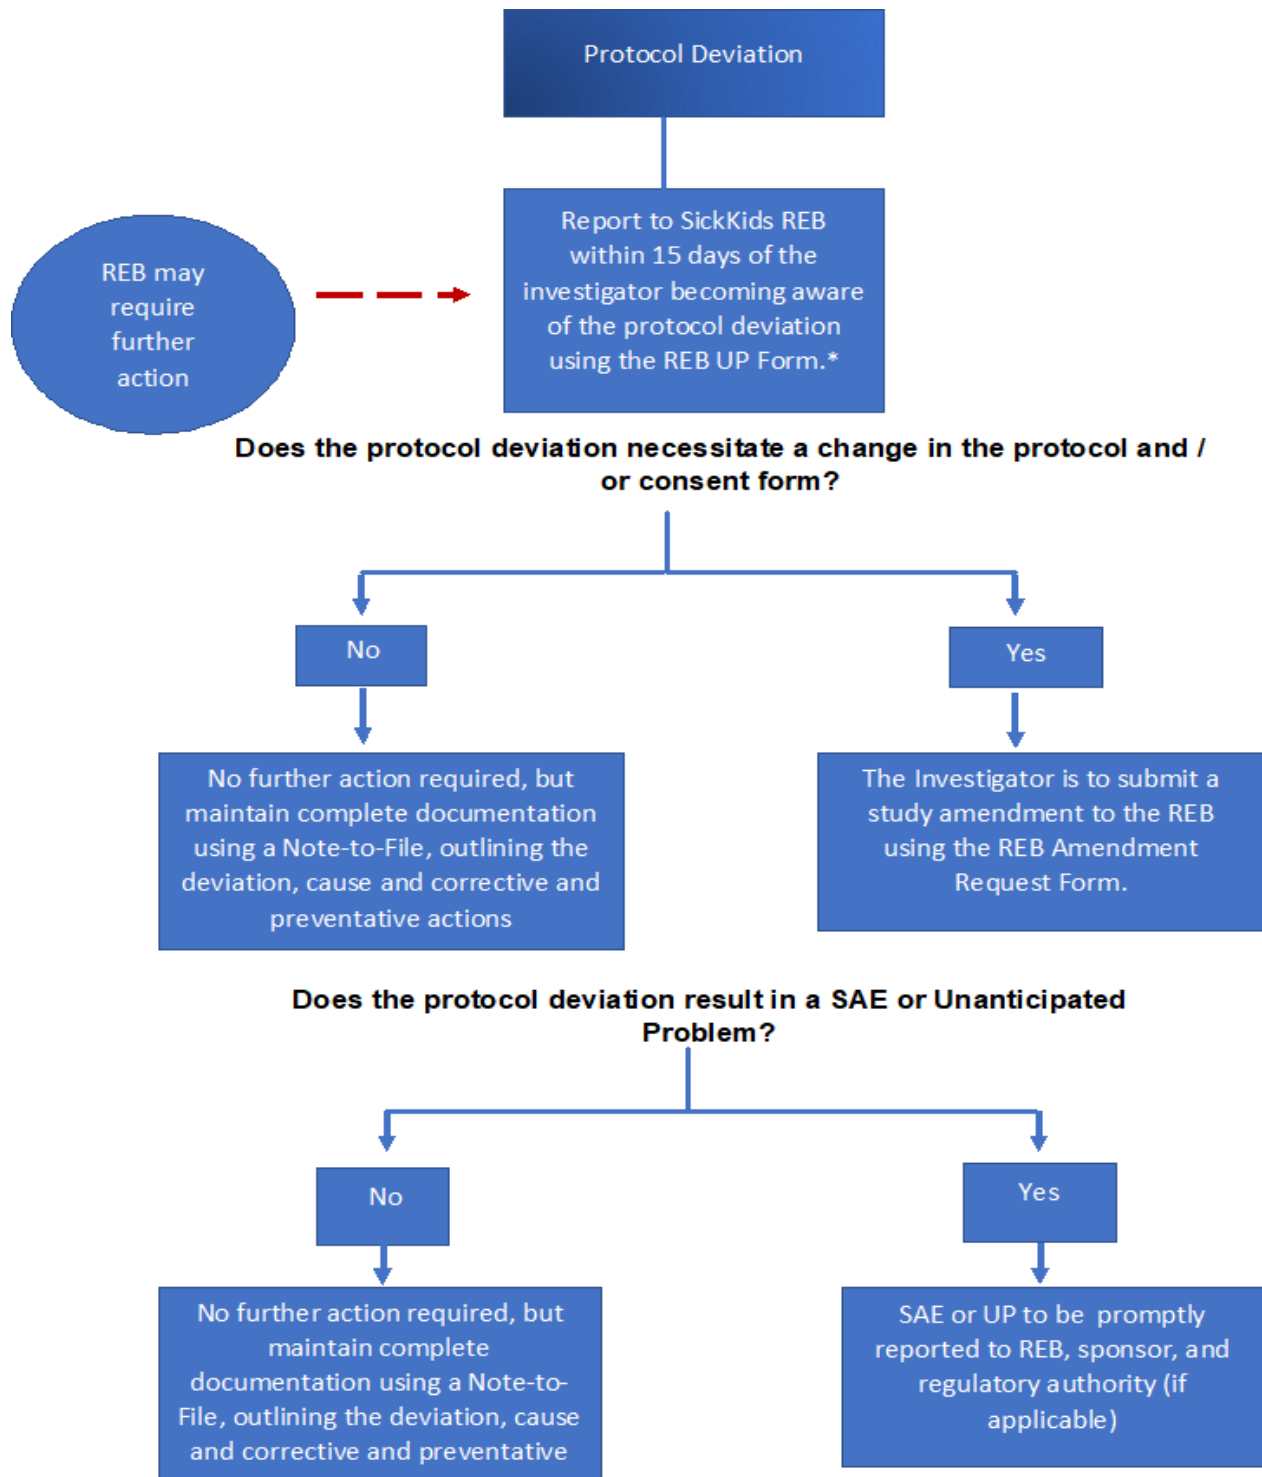 Protocol Deviation
REB may
require
further
action
Report to SickKids REB
within 15 days of the
investigator becoming aware
of the protocol deviation
using the REB UP Form.*
Does the protocol deviation necessitate a change in the protocol and /
or consent form?
No
Yes
No further action required, but
maintain complete documentation
using a Note-to-File, outlining the
deviation, cause and corrective and
preventative actions
The Investigator is to submit a
study amendment to the REB
using the REB Amendment
Request Form.
Does the protocol deviation result in a SAE or Unanticipated
Problem?
No
Yes
No further action required, but
maintain complete
documentation using a Note-to-
File, outlining the deviation, cause
and corrective and preventative
SAE or UP to be promptly
reported to REB, sponsor, and
regulatory authority (if
applicable)